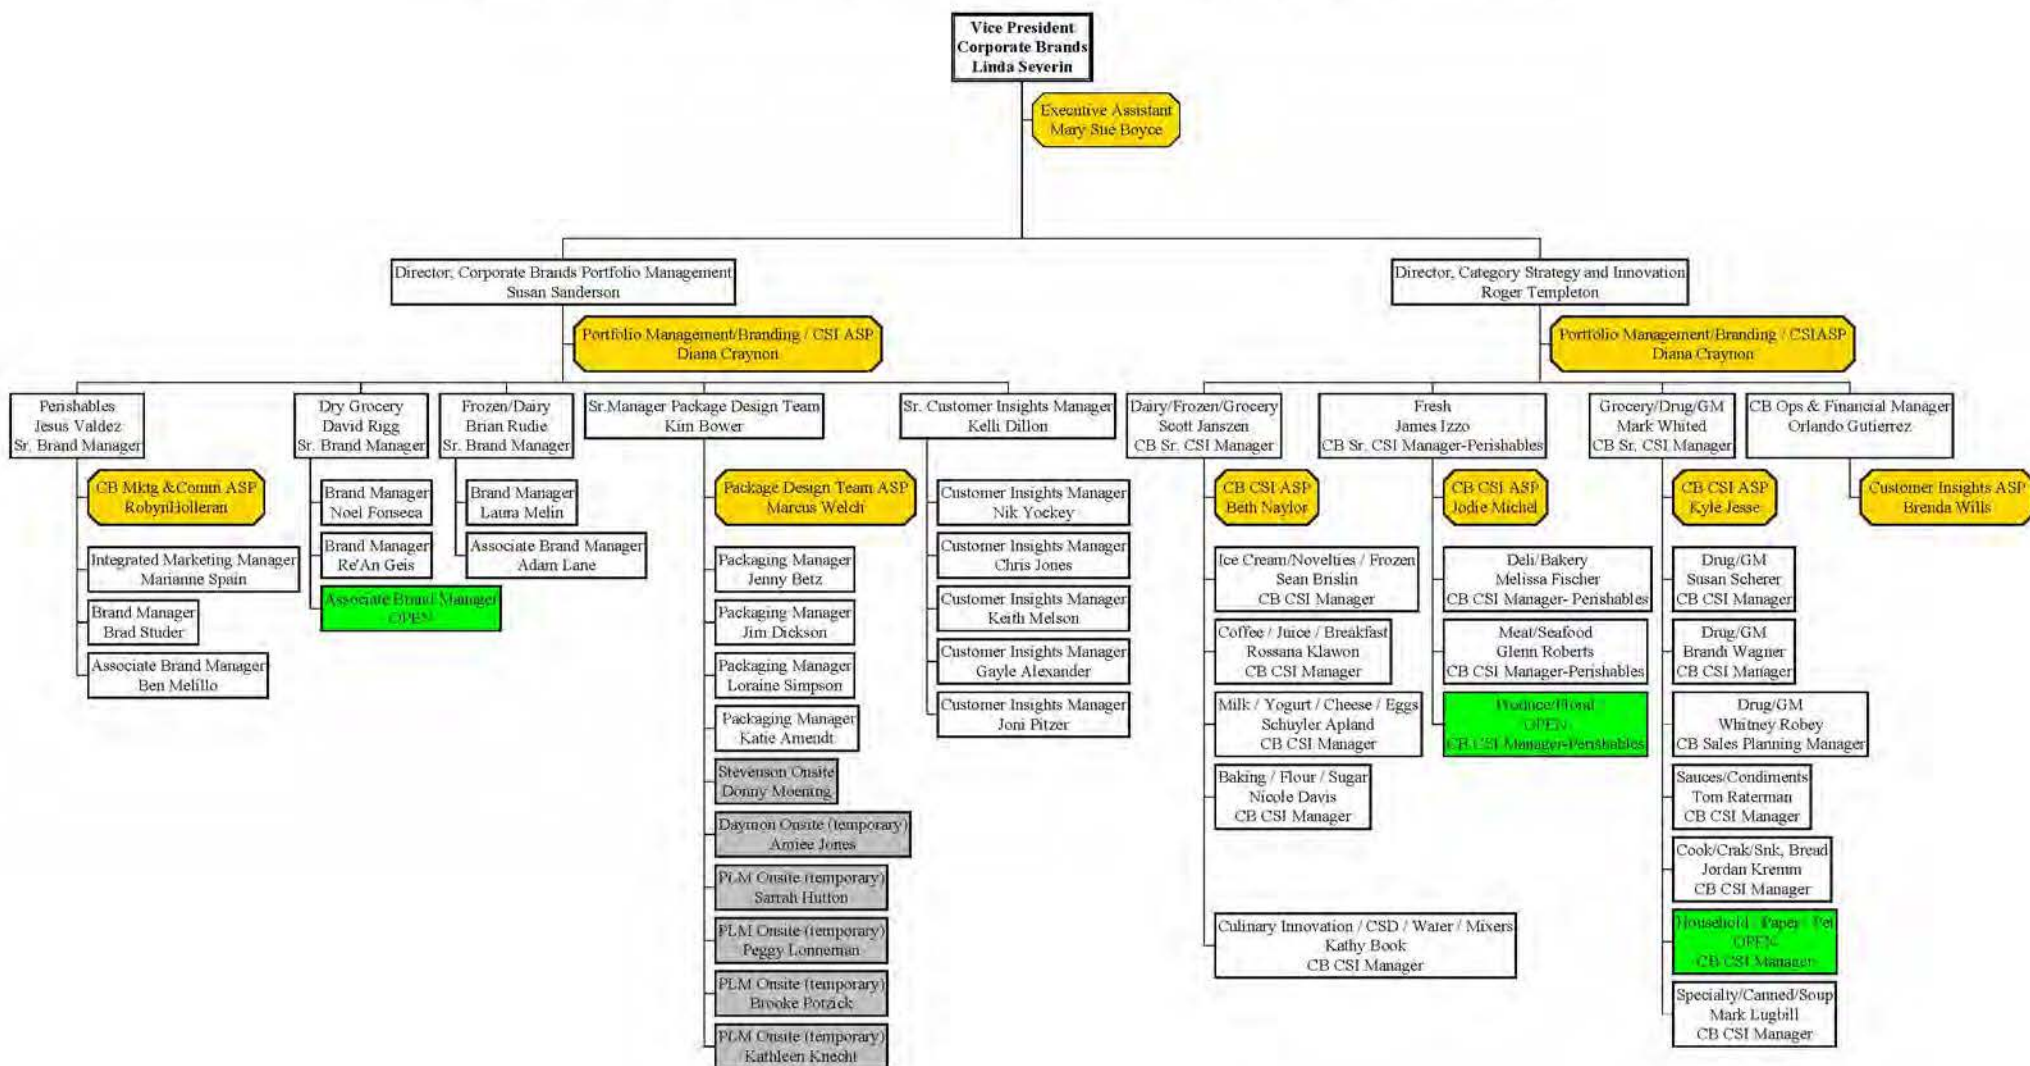 Vice President
Corporate Brands
Linda Severin
Executive Assistant
Mary Sue Boyce
Director, Corporate Brands Portfolio Management
Susan Sanderson
Director, Category Strategy and Innovation
Roger Templeton
Portfolio Management/Branding / CSI ASP
Diana Craynon
Portfolio Management/Branding / CSIASP
Diana Craynon
Perishables
Jesus Valdez
Sr. Brand Manager
CB Mktg &Comm ASP
RobynHolleran
Integrated Marketing Manager
Marianne Spain
Brand Manager
Brad Studer
Associate Brand Manager
Ben Melillo
Dry Grocery
David Rigg
Sr. Brand Manager
Brand Manager
Noel Fonseca
Brand Manager
Re'An Geis
Associate Brand Manager
OPEN
Frozen/Dairy
Brian Rudie
Sr. Brand Manager
Brand Manager
Laura Melin
Associate Brand Manager
Adam Lane
Sr.Manager Package Design Team
Kim Bower
Package Design Team ASP
Marcus Welch
Packaging Manager
Jenny Betz
Packaging Manager
Jim Dickson
Packaging Manager
Loraine Simpson
Packaging Manager
Katie Amendt
Stevenson Onsite
Donny Moening
Daymon Onsite (temporary)
Amiee Jones
PLM Onsite (temporary)
Sarrah Hutton
PLM Onsite (temporary)
Peggy Lonneman
PLM Onsite (temporary)
Brooke Potzick
PLM Onsite (temporary)
Kathleen Knecht
Sr. Customer Insights Manager
Kelli Dillon
Customer Insights Manager
Nik Yockey
Customer Insights Manager
Chris Jones
Customer Insights Manager
Keith Melson
Customer Insights Manager
Gayle Alexander
Customer Insights Manager
Joni Pitzer
Dairy/Frozen/Grocery
Scott Janszen
CB Sr. CSI Manager
CB CSI ASP
Beth Naylor
Ice Cream/Novelties / Frozen
Sean Brislin
CB CSI Manager
Coffee / Juice / Breakfast
Rossana Klawon
CB CSI Manager
Milk / Yogurt / Cheese / Eggs
Schuyler Apland
CB CSI Manager
Baking / Flour / Sugar
Nicole Davis
CB CSI Manager
Culinary Innovation / CSD / Water / Mixers
Kathy Book
CB CSI Manager
Fresh
James Izzo
CB Sr. CSI Manager-Perishables
CB CSI ASP
Jodie Michel
Deli/Bakery
Melissa Fischer
CB CSI Manager- Perishables
Meat/Seafood
Glenn Roberts
CB CSI Manager-Perishables
Produce/Floral
OPEN
CB CSI Manager-Perishables
Grocery/Drug/GM
Mark Whited
CB Sr. CSI Manager
CB CSI ASP
Kyle Jesse
Drug/GM
Susan Scherer
CB CSI Manager
Drug/GM
Brandi Wagner
CB CSI Manager
Drug/GM
Whitney Robey
CB Sales Planning Manager
Sauces/Condiments
Tom Raterman
CB CSI Manager
Cook/Crak/Snk, Bread
Jordan Kremm
CB CSI Manager
Household / Paper / Pet
OPEN
CB CSI Manager
Specialty/Canned/Soup
Mark Lugbill
CB CSI Manager
CB Ops & Financial Manager
Orlando Gutierrez
Customer Insights ASP
Brenda Wills